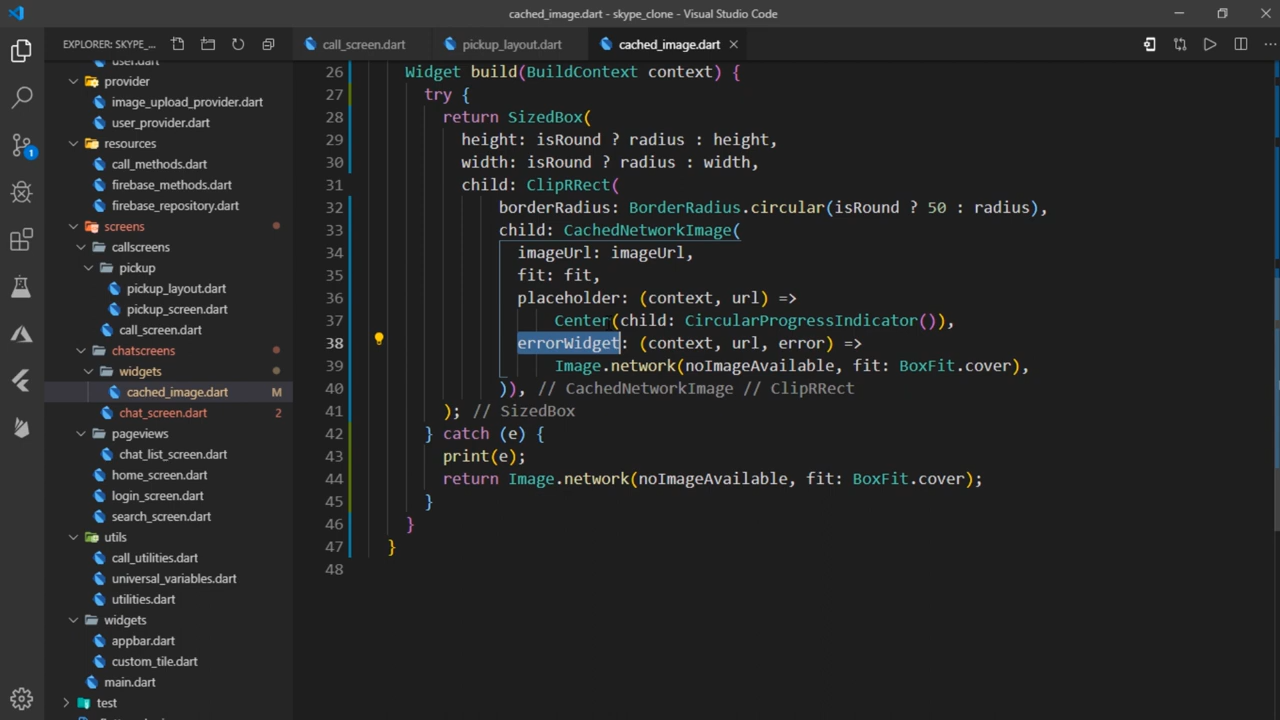 cached_image.dart - skype_clone - Visual Studio Code
EXPLORER: SKYPE_...
call_screen.dart
pickup_layout.dart
cached_image.dart
user.dart
provider
image_upload_provider.dart
user_provider.dart
resources
call_methods.dart
firebase_methods.dart
firebase_repository.dart
screens
callscreens
pickup
pickup_layout.dart
pickup_screen.dart
call_screen.dart
chatscreens
widgets
cached_image.dart M
chat_screen.dart 2
pageviews
chat_list_screen.dart
home_screen.dart
login_screen.dart
search_screen.dart
utils
call_utilities.dart
universal_variables.dart
utilities.dart
widgets
appbar.dart
custom_tile.dart
main.dart
test
1
26 Widget build(BuildContext context) {
27 try {
28 return SizedBox(
29 height: isRound ? radius : height,
30 width: isRound ? radius : width,
31 child: ClipRRect(
32 borderRadius: BorderRadius.circular(isRound ? 50 : radius),
33 child: CachedNetworkImage(
34 imageUrl: imageUrl,
35 fit: fit,
36 placeholder: (context, url) =>
37 Center(child: CircularProgressIndicator()),
38 errorWidget: (context, url, error) =>
39 Image.network(noImageAvailable, fit: BoxFit.cover),
40 )), // CachedNetworkImage // ClipRRect
41 ); // SizedBox
42 } catch (e) {
43 print(e);
44 return Image.network(noImageAvailable, fit: BoxFit.cover);
45 }
46 }
47 }
48